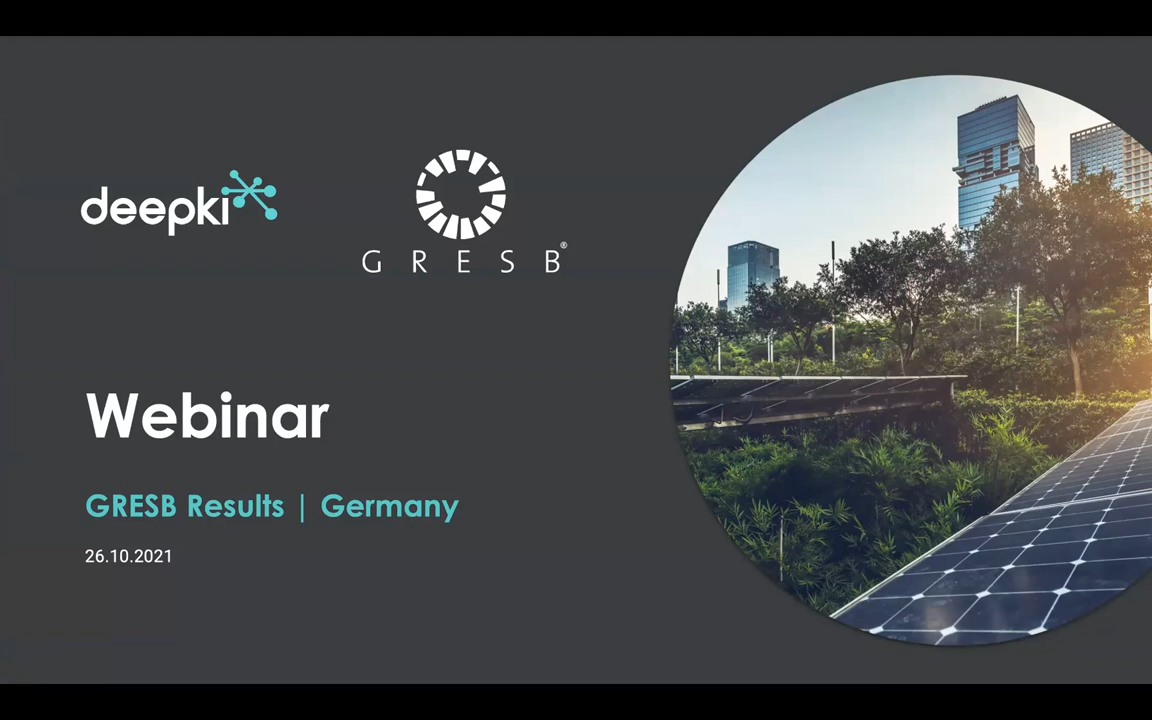 deepki
GRESB®
Webinar
GRESB Results | Germany
26.10.2021